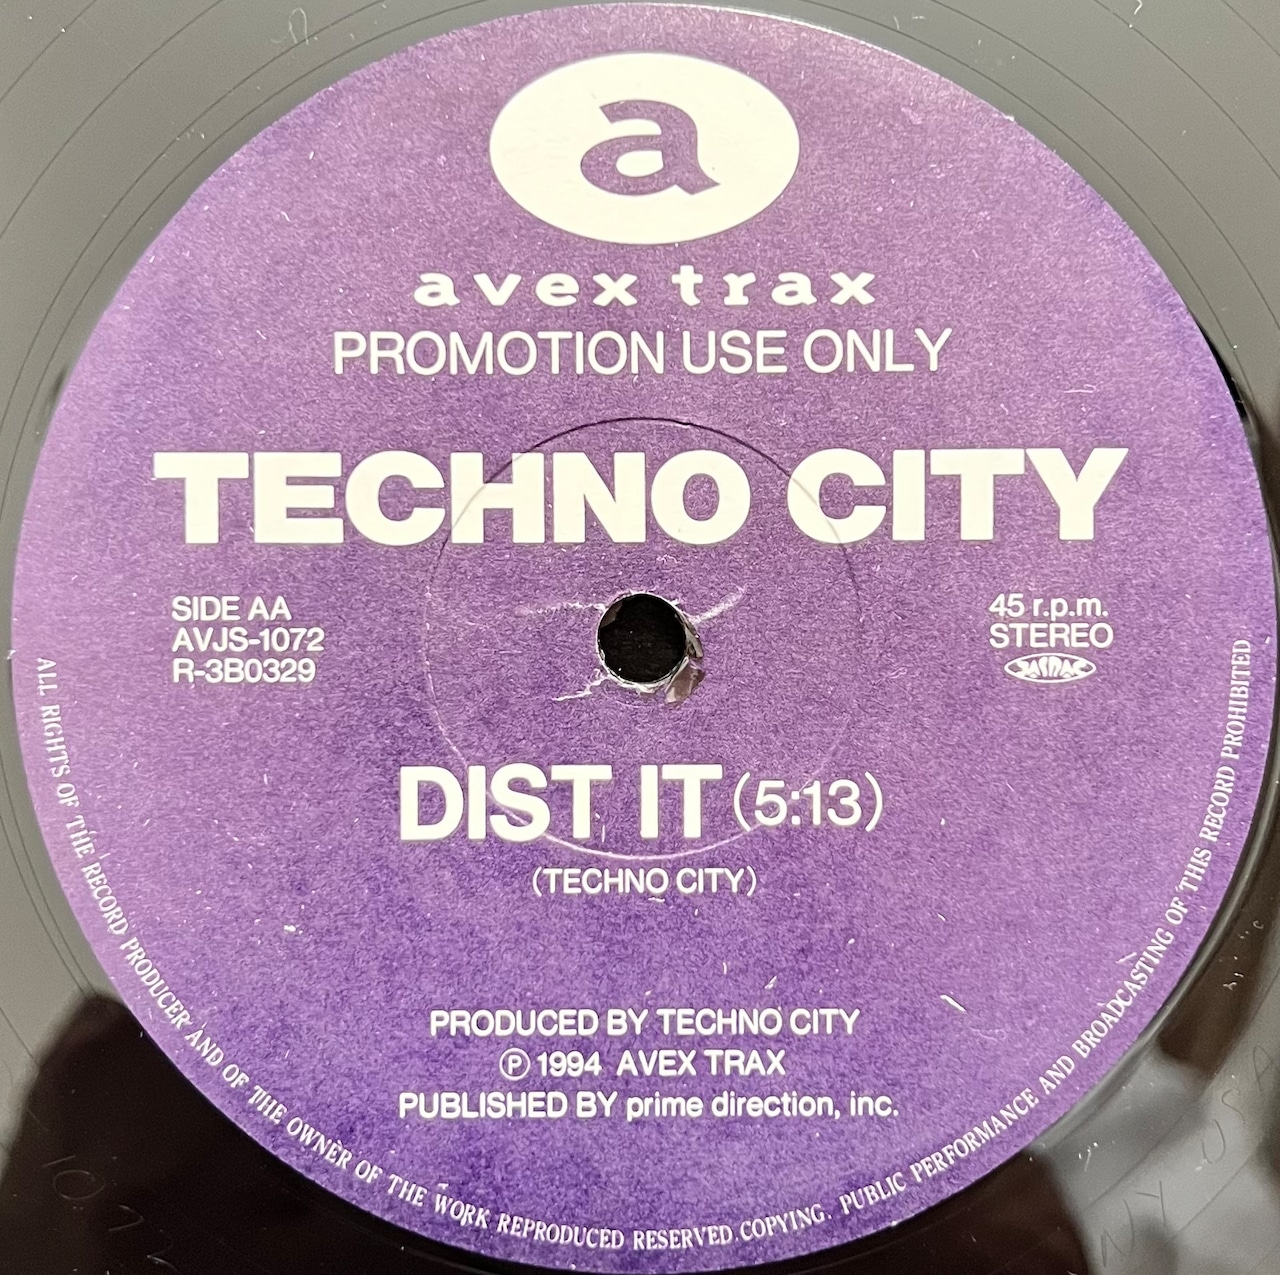 a
avex trax
PROMOTION USE ONLY
TECHNO CITY
SIDE AA
AVJS-1072
R-3B0329
45 r.p.m.
STEREO
JASRAC
DIST IT (5:13)
(TECHNO CITY)
PRODUCED BY TECHNO CITY
Ⓟ 1994 AVEX TRAX
PUBLISHED BY prime direction, inc.
ALL RIGHTS OF THE RECORD PRODUCER AND OF THE OWNER OF THE WORK REPRODUCED RESERVED. COPYING. PUBLIC PERFORMANCE AND BROADCASTING OF THIS RECORD PROHIBITED